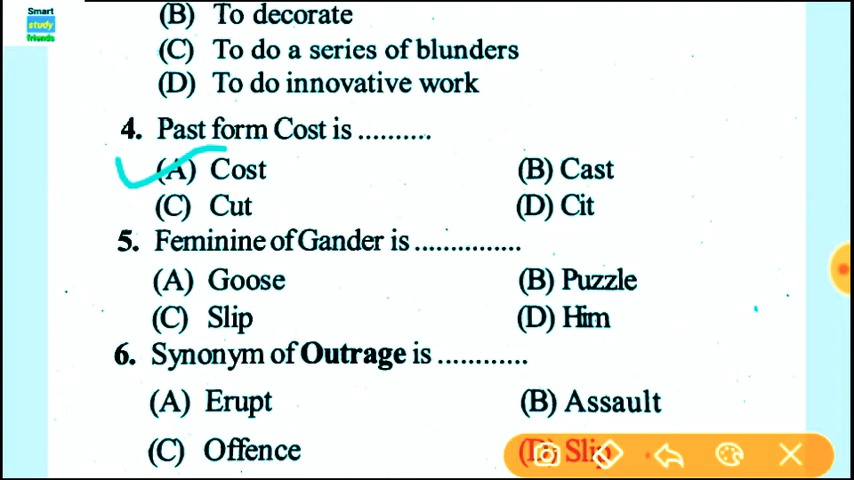 Smart
study
friends
(B) To decorate
(C) To do a series of blunders
(D) To do innovative work
4. Past form Cost is ..........
(A) Cost (B) Cast
(C) Cut (D) Cit
5. Feminine of Gander is ...............
(A) Goose (B) Puzzle
(C) Slip (D) Him
6. Synonym of Outrage is ............
(A) Erupt (B) Assault
(C) Offence (D) Slip